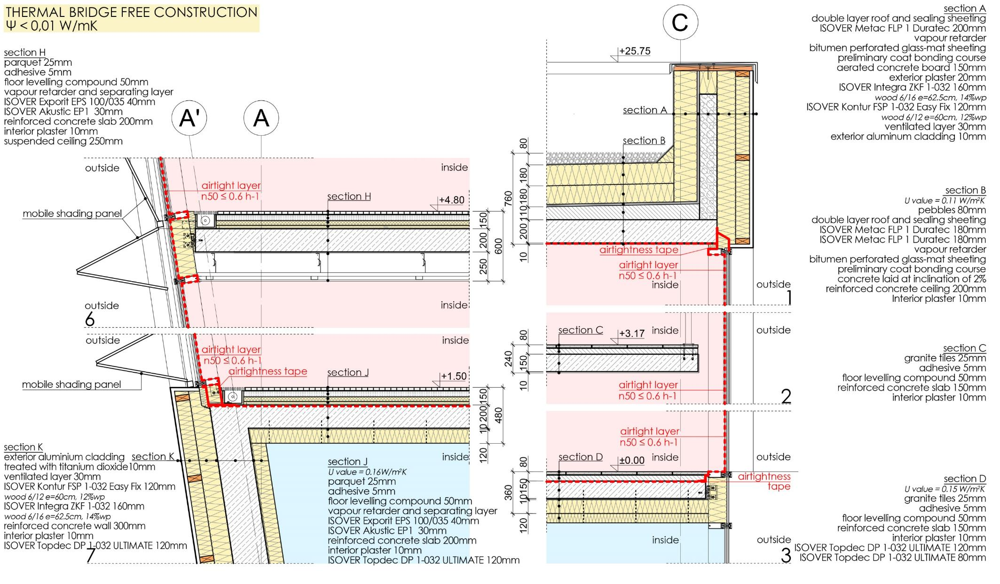 THERMAL BRIDGE FREE CONSTRUCTION
Ψ < 0,01 W/mK
section H
parquet 25mm
adhesive 5mm
floor levelling compound 50mm
vapour retarder and separating layer
ISOVER Exporit EPS 100/035 40mm
ISOVER Akustic EP1 30mm
reinforced concrete slab 200mm
interior plaster 10mm
suspended ceiling 250mm
A'
A
outside
inside
airtight layer
n50 ≤ 0.6 h-1
section H
+4.80
mobile shading panel
150
200
250
600
outside
inside
6
outside
inside
airtight layer
n50 ≤ 0.6 h-1
airtightness tape
section J
+1.50
mobile shading panel
150
200
10
120
480
inside
section K
section K
exterior aluminium cladding
treated with titanium dioxide10mm
ventilated layer 30mm
ISOVER Kontur FSP 1-032 Easy Fix 120mm
wood 6/12 e=60cm, 12%wp
ISOVER Integra ZKF 1-032 160mm
wood 6/16 e=62.5cm, 14%wp
reinforced concrete wall 300mm
interior plaster 10mm
ISOVER Topdec DP 1-032 ULTIMATE 120mm
7
section J
U value = 0.16W/m²K
parquet 25mm
adhesive 5mm
floor levelling compound 50mm
vapour retarder and separating layer
ISOVER Exporit EPS 100/035 40mm
ISOVER Akustic EP1 30mm
reinforced concrete slab 200mm
interior plaster 10mm
ISOVER Topdec DP 1-032 ULTIMATE 120mm
C
+25.75
section A
section B
80
180
180
110
200
10
760
airtightness tape
airtight layer
n50 ≤ 0.6 h-1
inside
outside
1
section C
+3.17
inside
outside
80
150
10
240
airtight layer
n50 ≤ 0.6 h-1
2
airtight layer
n50 ≤ 0.6 h-1
section D
±0.00
inside
outside
airtightness
tape
80
150
10
120
360
inside
outside
3
section A
double layer roof and sealing sheeting
ISOVER Metac FLP 1 Duratec 200mm
vapour retarder
bitumen perforated glass-mat sheeting
preliminary coat bonding course
aerated concrete board 150mm
exterior plaster 20mm
ISOVER Integra ZKF 1-032 160mm
wood 6/16 e=62.5cm, 14%wp
ISOVER Kontur FSP 1-032 Easy Fix 120mm
wood 6/12 e=60cm, 12%wp
ventilated layer 30mm
exterior aluminum cladding 10mm
section B
U value = 0.11 W/m²K
pebbles 80mm
double layer roof and sealing sheeting
ISOVER Metac FLP 1 Duratec 180mm
ISOVER Metac FLP 1 Duratec 180mm
vapour retarder
bitumen perforated glass-mat sheeting
preliminary coat bonding course
concrete laid at inclination of 2%
reinforced concrete ceiling 200mm
Interior plaster 10mm
section C
granite tiles 25mm
adhesive 5mm
floor levelling compound 50mm
reinforced concrete slab 150mm
interior plaster 10mm
section D
U value = 0.15 W/m²K
granite tiles 25mm
adhesive 5mm
floor levelling compound 50mm
reinforced concrete slab 150mm
interior plaster 10mm
ISOVER Topdec DP 1-032 ULTIMATE 120mm
ISOVER Topdec DP 1-032 ULTIMATE 80mm